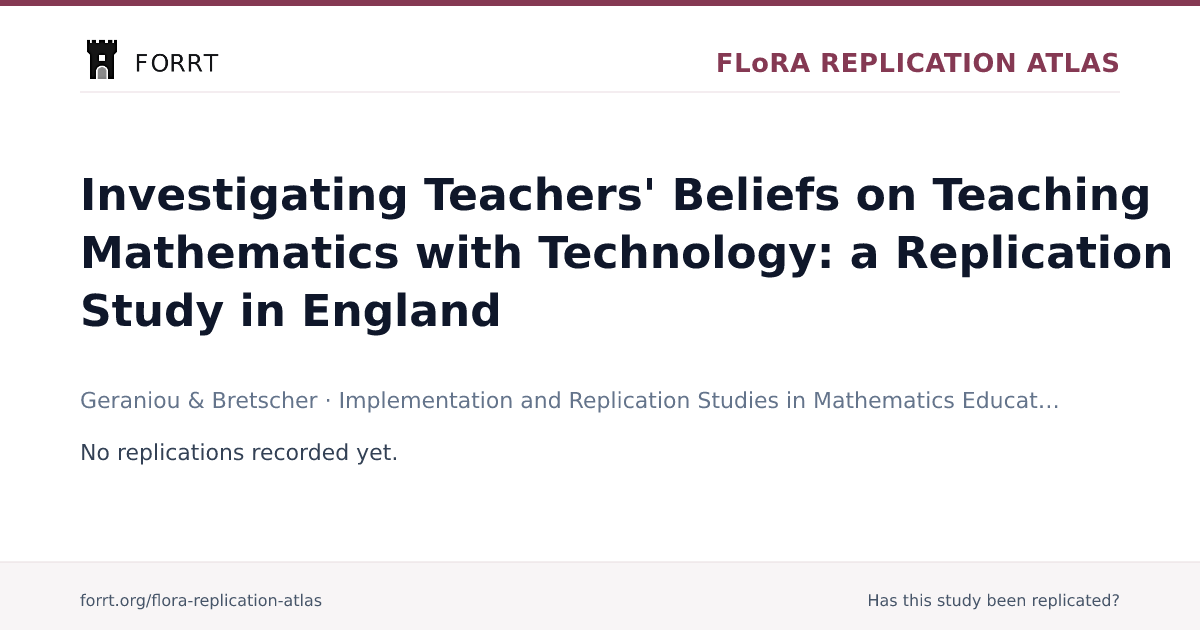 FORRT
FLoRA REPLICATION ATLAS
Investigating Teachers' Beliefs on Teaching
Mathematics with Technology: a Replication
Study in England
Geraniou & Bretscher · Implementation and Replication Studies in Mathematics Educat…
No replications recorded yet.
forrt.org/flora-replication-atlas
Has this study been replicated?